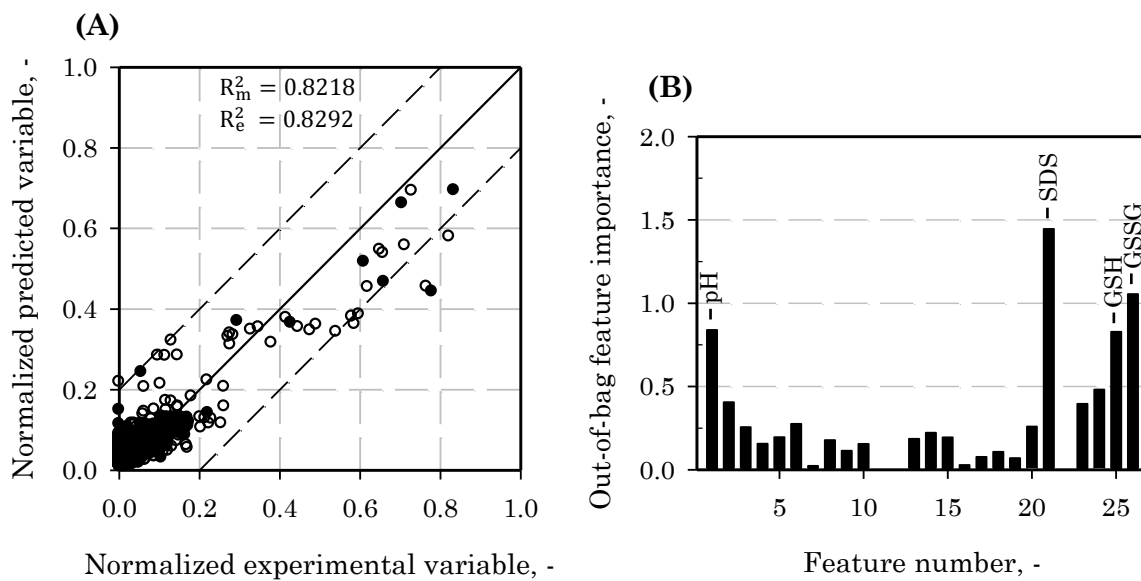 (A)
Normalized predicted variable, -
1.0
0.8
0.6
0.4
0.2
0.0
R²ₘ = 0.8218
R²ₑ = 0.8292
0.0 0.2 0.4 0.6 0.8 1.0
Normalized experimental variable, -
(B)
Out-of-bag feature importance, -
2.0
1.5
1.0
0.5
0.0
pH
SDS
GSH
GSSG
5 10 15 20 25
Feature number, -